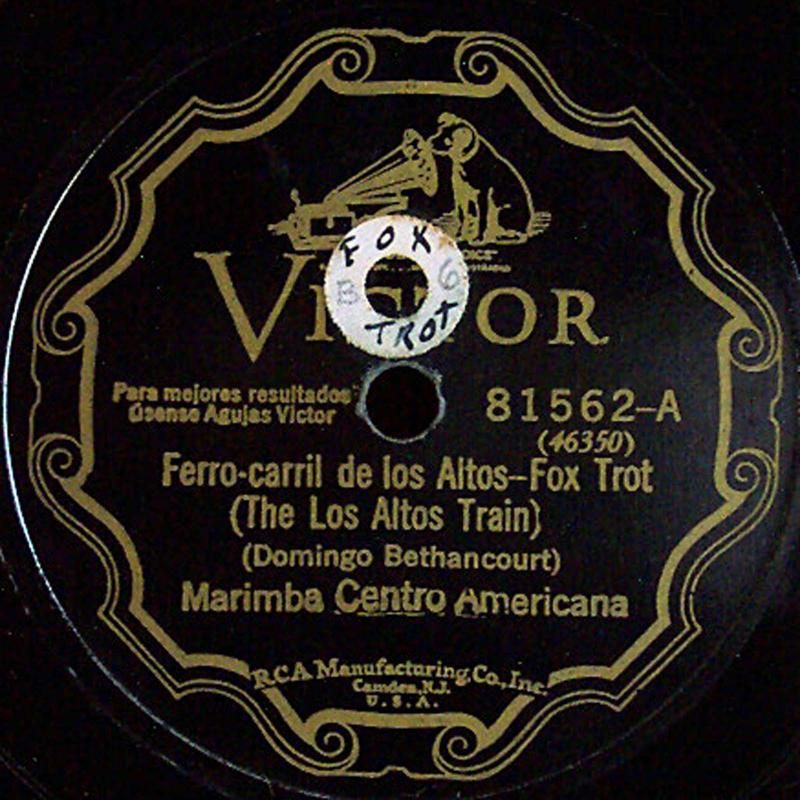 FOX
B 6
TROT
VICTOR
Para mejores resultados
Úsense Agujas Victor
81562-A
(46350)
Ferro-carril de los Altos--Fox Trot
(The Los Altos Train)
(Domingo Bethancourt)
Marimba Centro Americana
RCA Manufacturing Co., Inc.
Camden, N.J.
U.S.A.